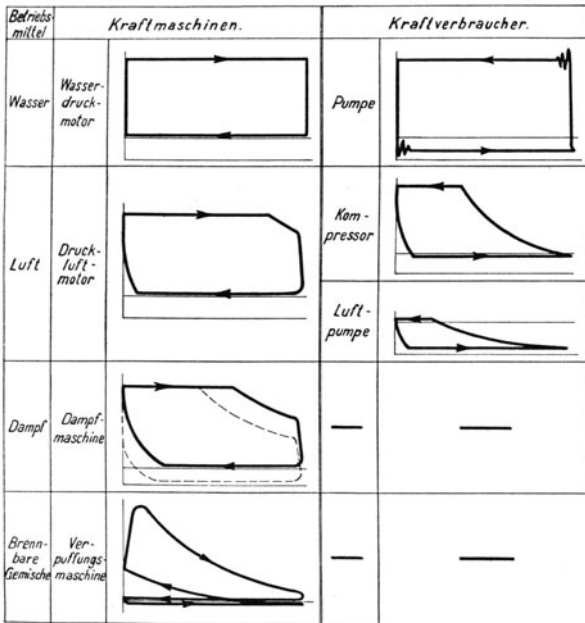 Betriebs-
mittel
Kraftmaschinen.
Kraftverbraucher.
Wasser
Wasser-
druck-
motor
Pumpe
Luft
Druck-
luft-
motor
Kom-
pressor
Luft-
pumpe
Dampf
Dampf-
maschine
Brenn-
bare
Gemische
Ver-
puffungs-
maschine